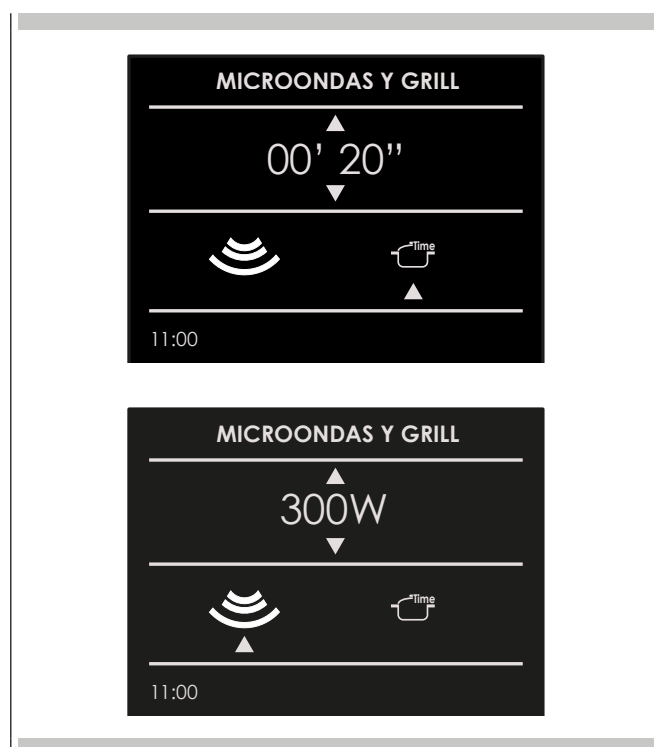 MICROONDAS Y GRILL
00’ 20”
Time
11:00
MICROONDAS Y GRILL
300W
Time
11:00